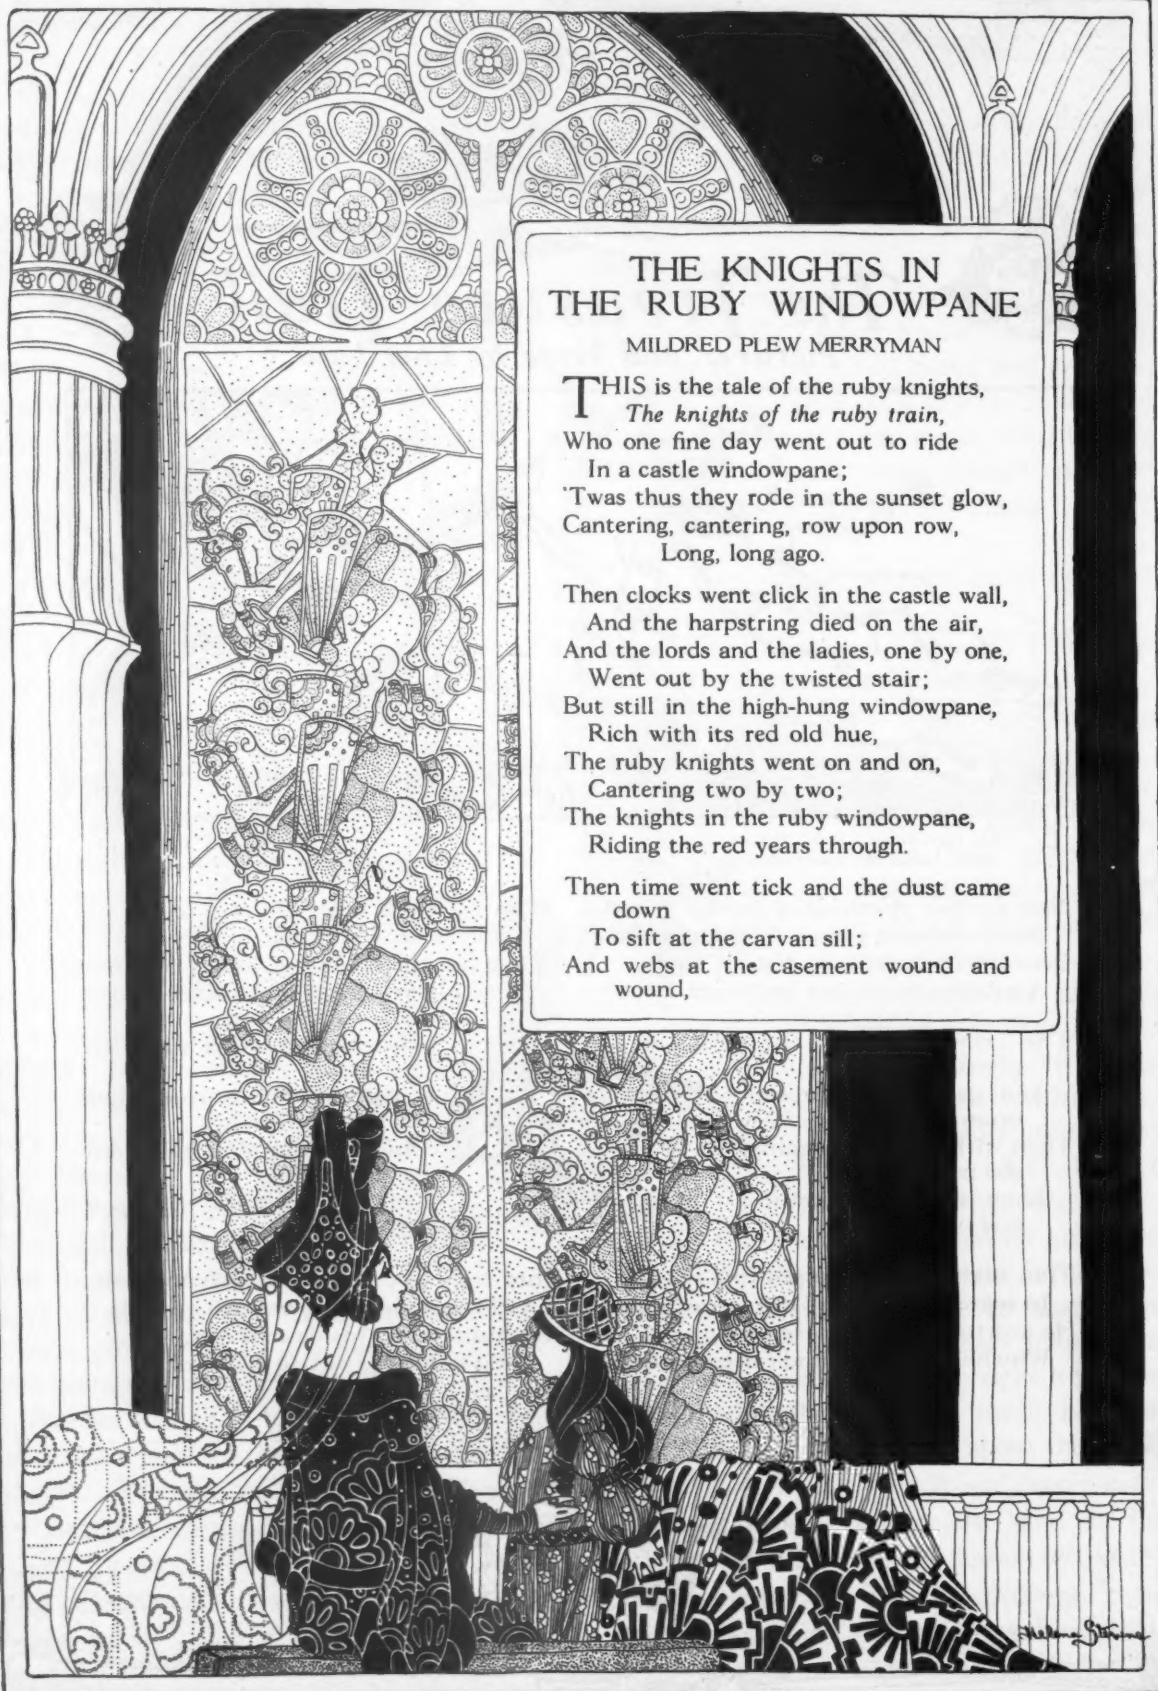 THE KNIGHTS IN
THE RUBY WINDOWPANE
MILDRED PLEW MERRYMAN
THIS is the tale of the ruby knights,
The knights of the ruby train,
Who one fine day went out to ride
In a castle windowpane;
'Twas thus they rode in the sunset glow,
Cantering, cantering, row upon row,
Long, long ago.
Then clocks went click in the castle wall,
And the harpstring died on the air,
And the lords and the ladies, one by one,
Went out by the twisted stair;
But still in the high-hung windowpane,
Rich with its red old hue,
The ruby knights went on and on,
Cantering two by two;
The knights in the ruby windowpane,
Riding the red years through.
Then time went tick and the dust came
down
To sift at the carvan sill;
And webs at the casement wound and
wound,